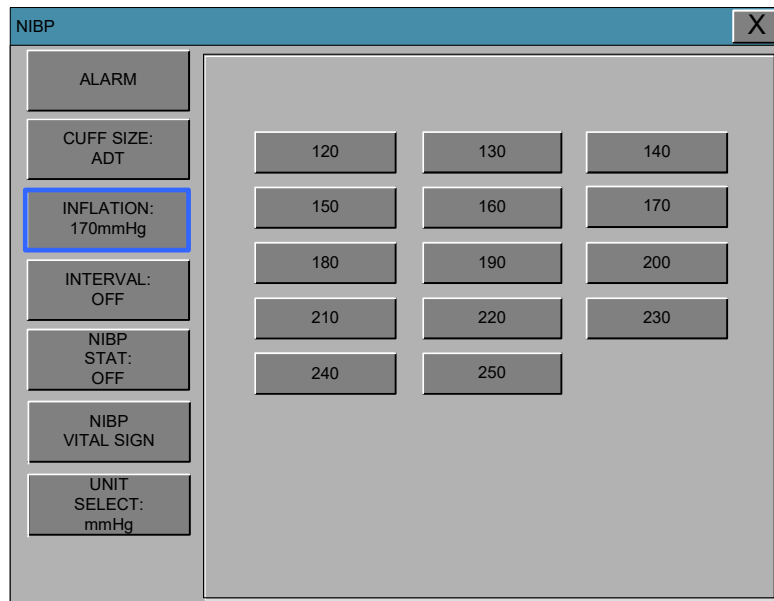 NIBP
X
ALARM
CUFF SIZE:
ADT
INFLATION:
170mmHg
INTERVAL:
OFF
NIBP
STAT:
OFF
NIBP
VITAL SIGN
UNIT
SELECT:
mmHg
120 130 140
150 160 170
180 190 200
210 220 230
240 250